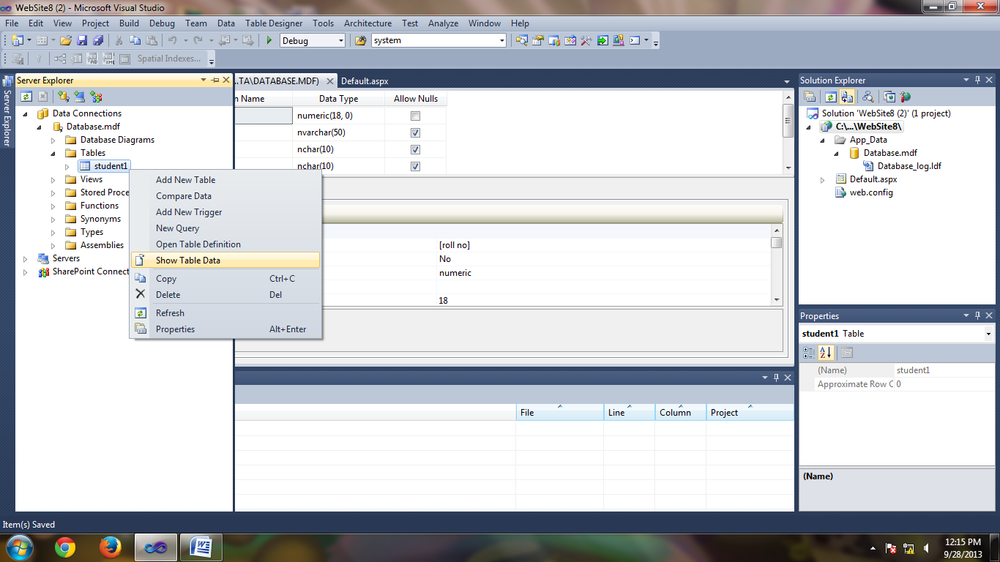 WebSite8 (2) - Microsoft Visual Studio
File Edit View Project Build Debug Team Data Table Designer Tools Architecture Test Analyze Window Help
Debug system
Spatial Indexes...
Server Explorer
Server Explorer
Data Connections
Database.mdf
Database Diagrams
Tables
student1
Views
Stored Proce
Functions
Synonyms
Types
Assemblies
Servers
SharePoint Connect
Add New Table
Compare Data
Add New Trigger
New Query
Open Table Definition
Show Table Data
Copy Ctrl+C
Delete Del
Refresh
Properties Alt+Enter
...TA\DATABASE.MDF) Default.aspx
n Name Data Type Allow Nulls
numeric(18, 0)
nvarchar(50)
nchar(10)
nchar(10)
[roll no]
No
numeric
18
File Line Column Project
Solution Explorer
Solution 'WebSite8 (2)' (1 project)
C:\...\WebSite8\
App_Data
Database.mdf
Database_log.ldf
Default.aspx
web.config
Properties
student1 Table
(Name) student1
Approximate Row C 0
(Name)
Item(s) Saved
12:15 PM
9/28/2013